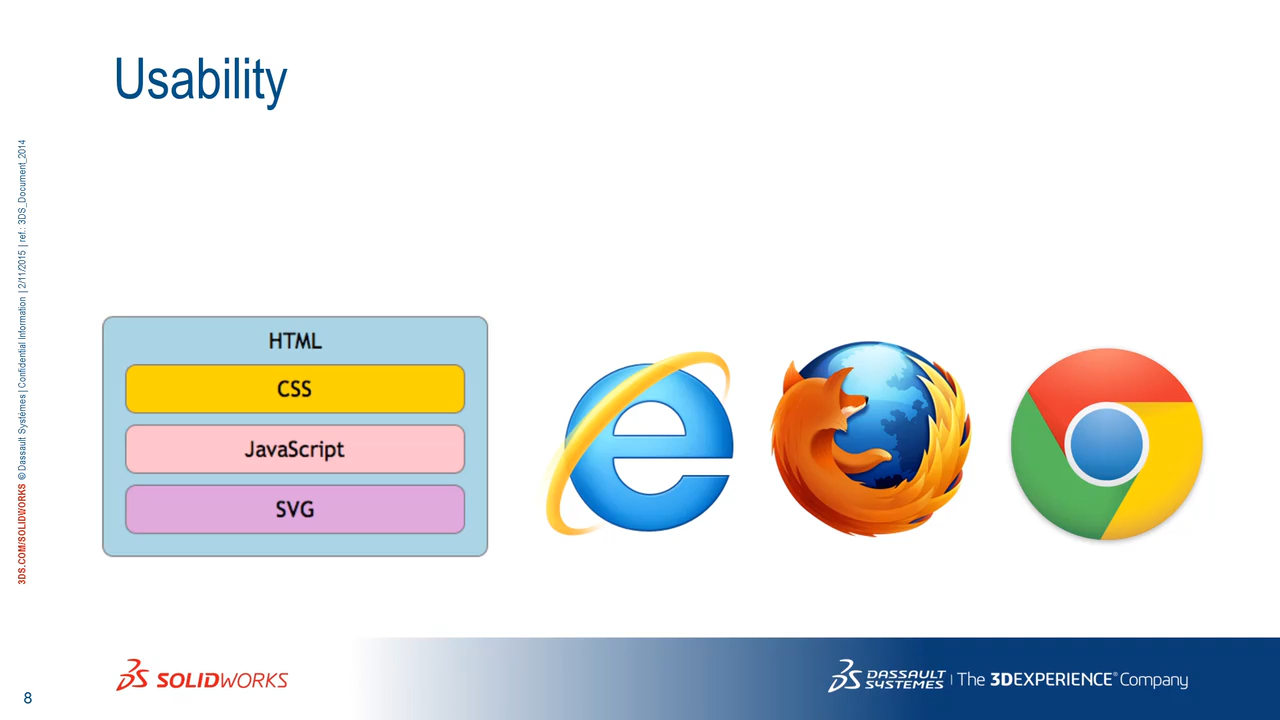 Usability
3DS.COM/SOLIDWORKS © Dassault Systèmes | Confidential Information | 2/11/2015 | ref.: 3DS_Document_2014
HTML
CSS
JavaScript
SVG
SOLIDWORKS
DASSAULT SYSTEMES | The 3DEXPERIENCE® Company
8